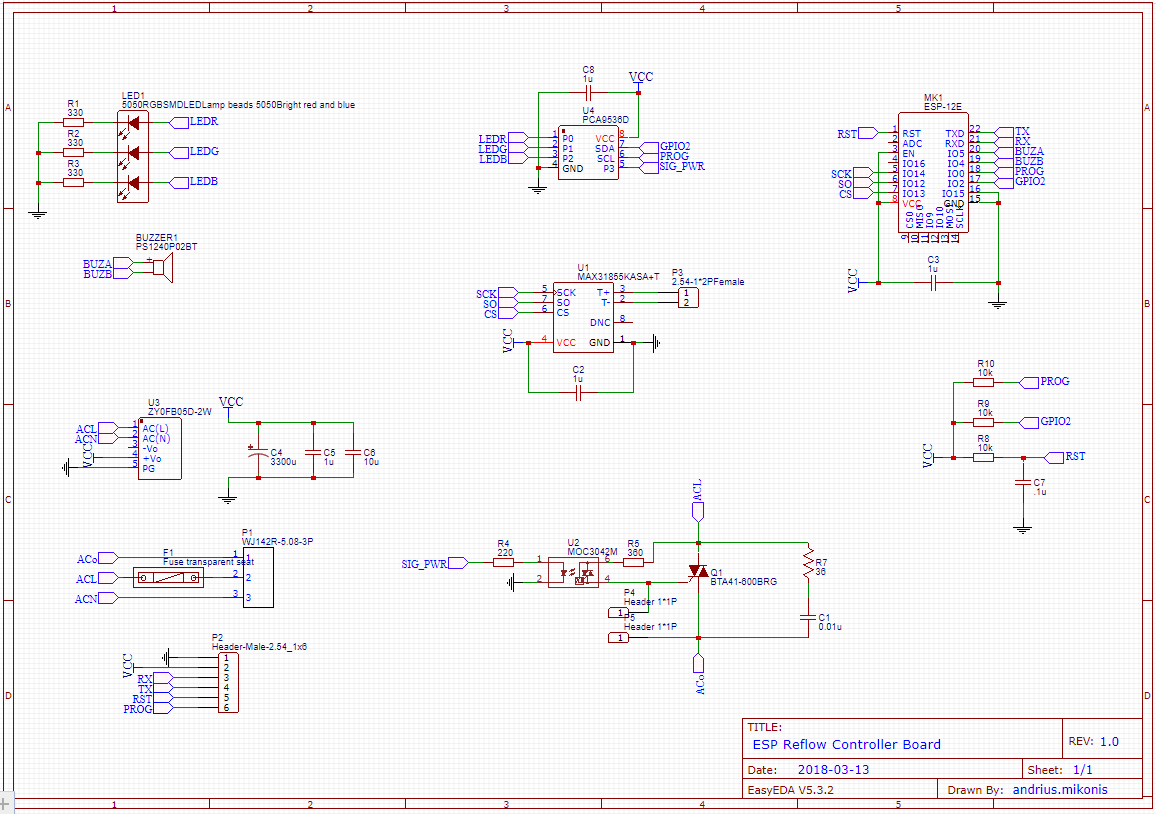 1 2 3 4 5
A
B
C
D
A
B
C
D
1 2 3 4 5
LED1
5050RGBSMDLEDLamp beads 5050Bright red and blue
R1
330
LEDR
R2
330
LEDG
R3
330
LEDB
BUZZER1
PS1240P02BT
BUZA
BUZB
+
C8
1u
VCC
U4
PCA9536D
LEDR 1 P0 VCC 8
LEDG 2 P1 SDA 7 GPIO2
LEDB 3 P2 SCL 6 PROG
4 GND P3 5 SIG_PWR
MK1
ESP-12E
RST 1 RST TXD 22 TX
2 ADC RXD 21 RX
3 EN IO5 20 BUZA
4 IO16 IO4 19 BUZB
SCK 5 IO14 IO0 18 PROG
SO 6 IO12 IO2 17 GPIO2
CS 7 IO13 IO15 16
8 VCC GND 15
CS0 MISO IO9 IO10 MOSI SCLK
9 10 11 12 13 14
C3
1u
VCC
U1
MAX31855KASA+T
SCK 5 SCK T+ 3
SO 7 SO T- 2
CS 6 CS
DNC 8
VCC 4 VCC GND 1
P3
2.54-1*2PFemale
1
2
C2
1u
R10
10k
PROG
R9
10k
GPIO2
R8
10k
VCC
RST
C7
.1u
U3
ZY0FB05D-2W
ACL 1 AC(L)
ACN 2 AC(N)
3 -Vo
VCC 4 +Vo
5 PG
VCC
+
C4
3300u
C5
1u
C6
10u
P1
WJ142R-5.08-3P
ACo 1 1
F1
Fuse transparent seat
ACL 2 2
ACN 3 3
P2
Header-Male-2.54_1x6
1
VCC 2
RX 3
TX 4
RST 5
PROG 6
SIG_PWR
R4
220
U2
MOC3042M
1 6
2 4
R5
360
ACL
Q1
BTA41-600BRG
R7
36
C1
0.01u
P4
Header 1*1P
1
P5
Header 1*1P
1
ACo
TITLE:
ESP Reflow Controller Board
REV: 1.0
Date: 2018-03-13
Sheet: 1/1
EasyEDA V5.3.2
Drawn By: andrius.mikonis